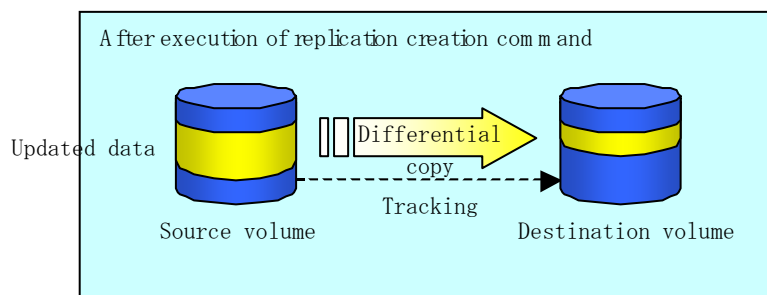 After execution of replication creation command
Updated data
Differential
copy
Tracking
Source volume
Destination volume